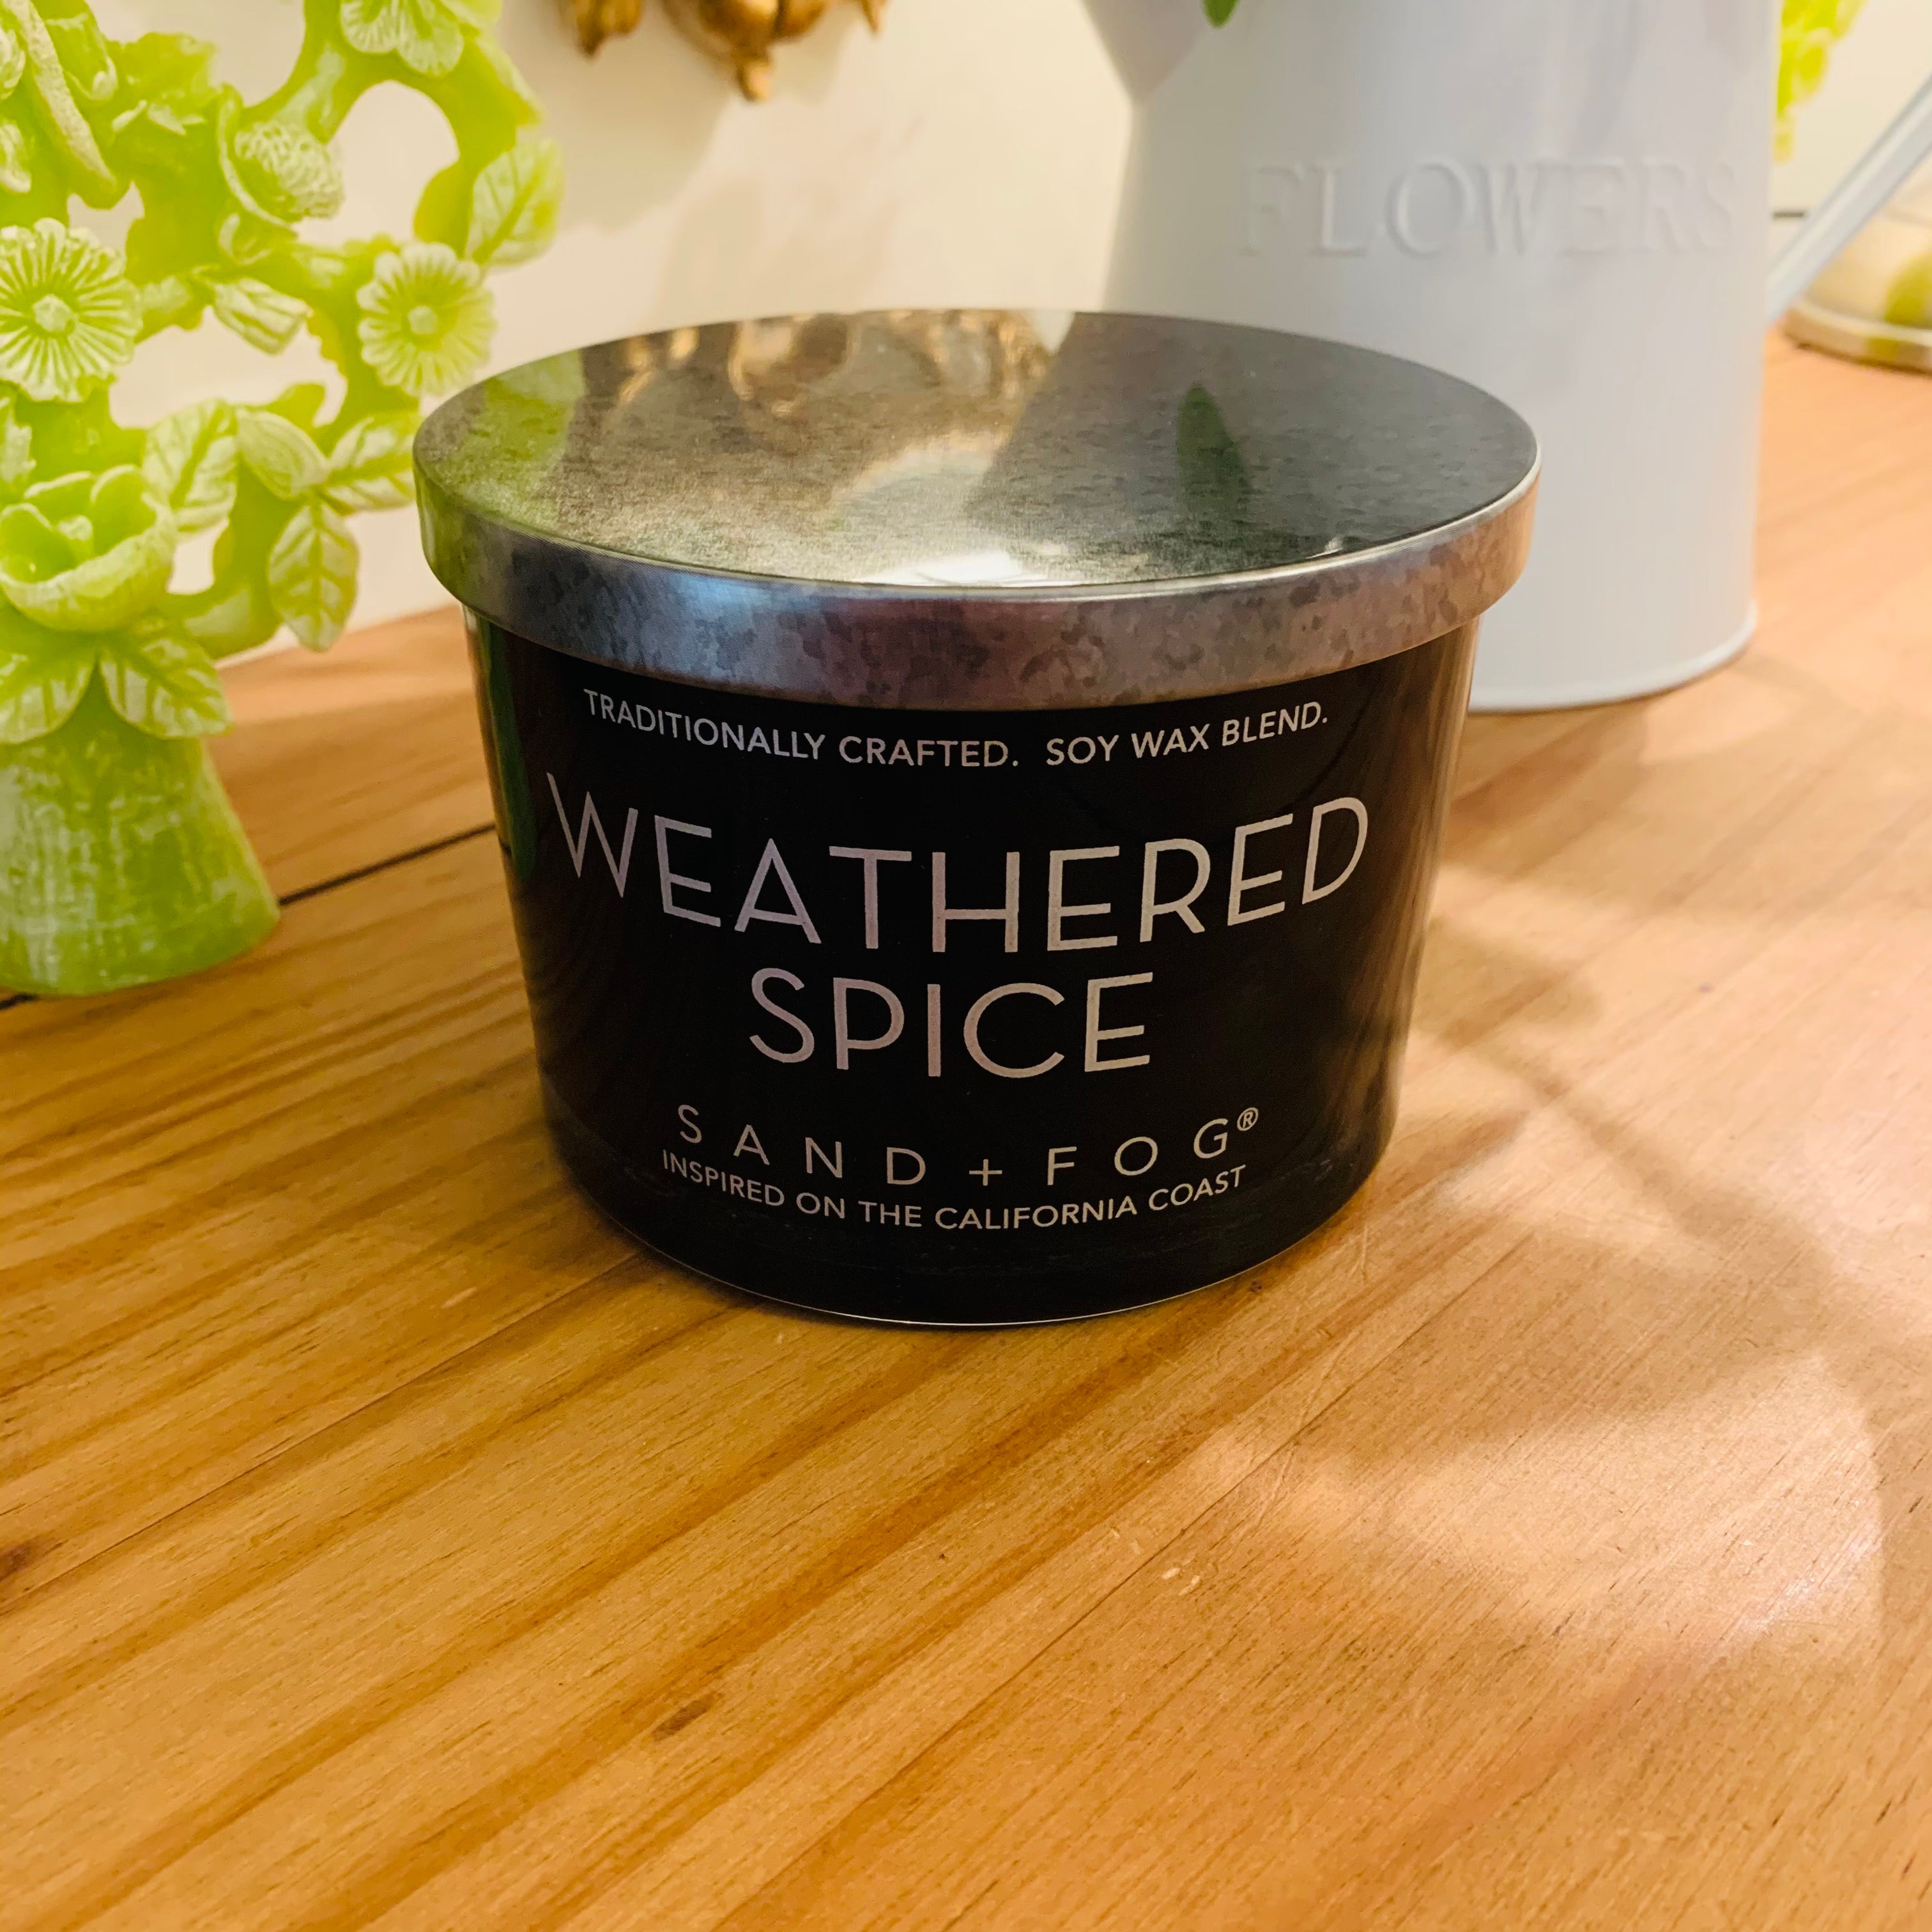 FLOWERS
TRADITIONALLY CRAFTED. SOY WAX BLEND.
WEATHERED
SPICE
SAND + FOG®
INSPIRED ON THE CALIFORNIA COAST